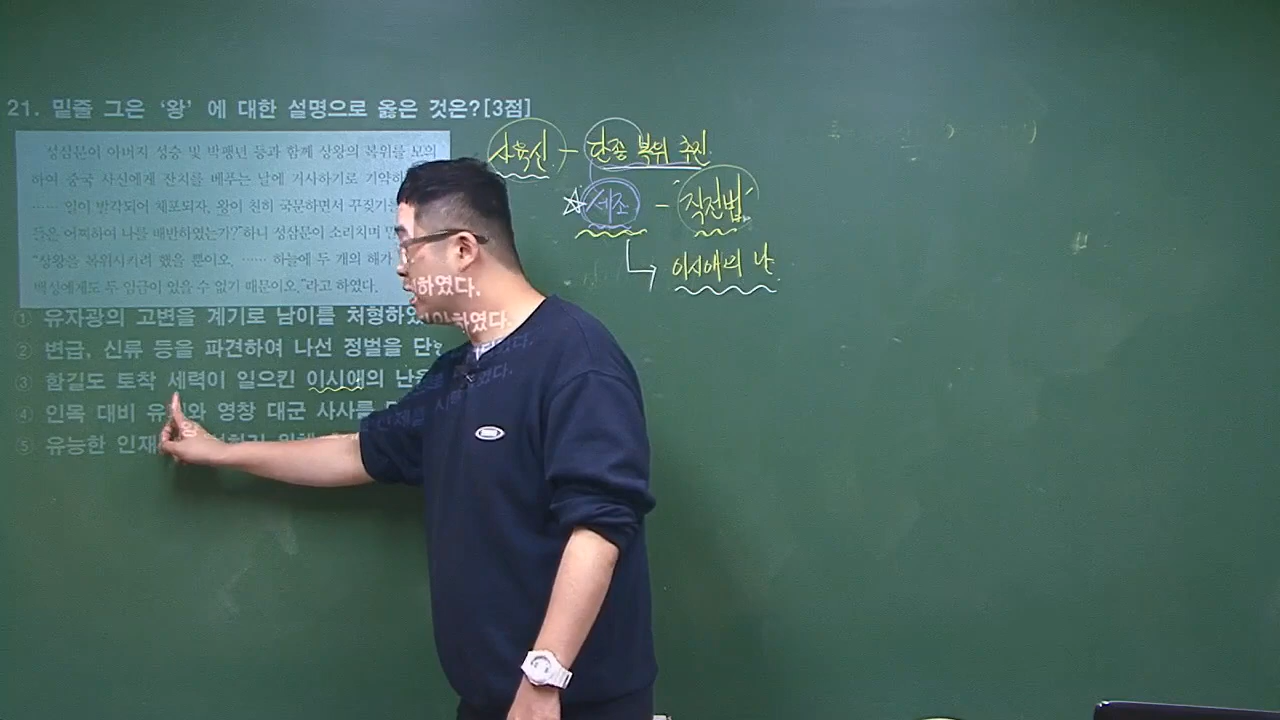 21. 밑줄 그은 '왕' 에 대한 설명으로 옳은 것은?[3점]
성삼문이 아버지 성승 및 박팽년 등과 함께 상왕의 복위를 모의
하여 중국 사신에게 잔치를 베푸는 날에 거사하기로 기약하
…… 일이 발각되어 체포되자, 왕이 친히 국문하면서 꾸짖기를
들은 어찌하여 나를 배반하였는가?"하니 성삼문이 소리치며
"상왕을 복위시키려 했을 뿐이오. …… 하늘에 두 개의 해가
백성에게도 두 임금이 있을 수 없기 때문이오."라고 하였다.
① 유자광의 고변을 계기로 남이를 처형하였다.
② 변급, 신류 등을 파견하여 나선 정벌을 단행하였다.
③ 함길도 토착 세력이 일으킨 이시애의 난을
④ 인목 대비 유폐와 영창 대군 사사를
⑤ 유능한 인재
사육신 - 단종 복위 추진
☆세조 - '직전법'
이시애의 난